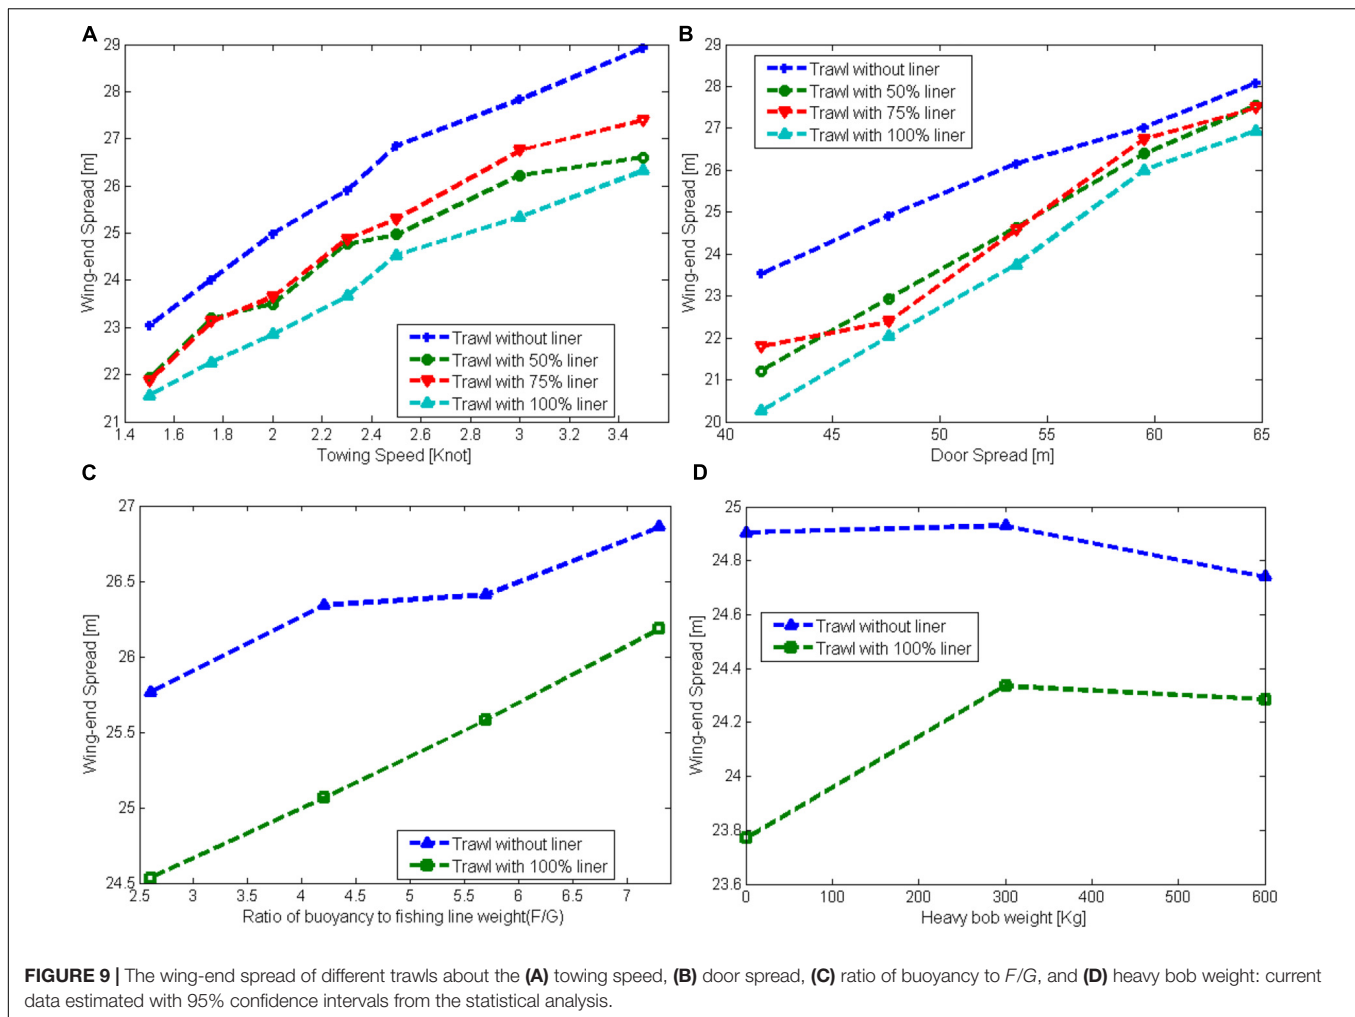 A
29
28
27
26
25
24
23
22
21
Wing-end Spread [m]
1.4 1.6 1.8 2 2.2 2.4 2.6 2.8 3 3.2 3.4
Towing Speed [Knot]
Trawl without liner
Trawl with 50% liner
Trawl with 75% liner
Trawl with 100% liner
B
29
28
27
26
25
24
23
22
21
20
Wing-end Spread [m]
40 45 50 55 60 65
Door Spread [m]
Trawl without liner
Trawl with 50% liner
Trawl with 75% liner
Trawl with 100% liner
C
27
26.5
26
25.5
25
24.5
Wing-end Spread [m]
2.5 3 3.5 4 4.5 5 5.5 6 6.5 7
Ratio of buoyancy to fishing line weight(F/G)
Trawl without liner
Trawl with 100% liner
D
25
24.8
24.6
24.4
24.2
24
23.8
23.6
Wing-end Spread [m]
0 100 200 300 400 500 600
Heavy bob weight [Kg]
Trawl without liner
Trawl with 100% liner
FIGURE 9 | The wing-end spread of different trawls about the (A) towing speed, (B) door spread, (C) ratio of buoyancy to F/G, and (D) heavy bob weight: current
data estimated with 95% confidence intervals from the statistical analysis.